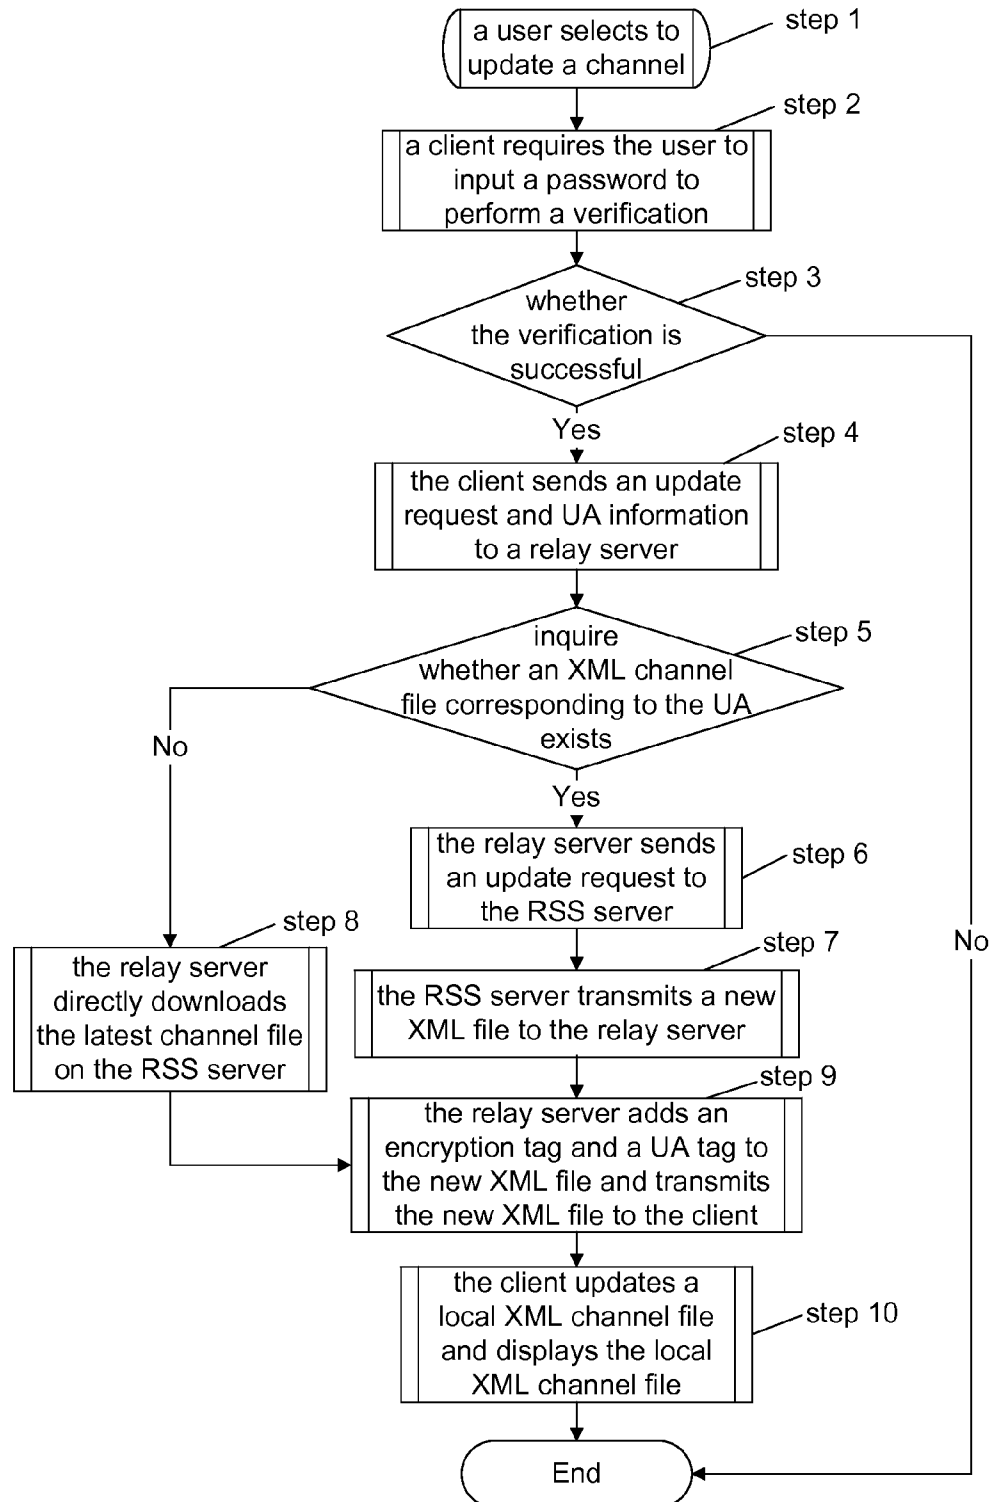 a user selects to
update a channel
step 1
step 2
a client requires the user to
input a password to
perform a verification
step 3
whether
the verification is
successful
Yes
step 4
the client sends an update
request and UA information
to a relay server
step 5
inquire
whether an XML channel
file corresponding to the UA
exists
No
Yes
the relay server sends
an update request to
the RSS server
step 6
step 8
the relay server
directly downloads
the latest channel file
on the RSS server
No
step 7
the RSS server transmits a new
XML file to the relay server
step 9
the relay server adds an
encryption tag and a UA tag to
the new XML file and transmits
the new XML file to the client
the client updates a
local XML channel file
and displays the local
XML channel file
step 10
End